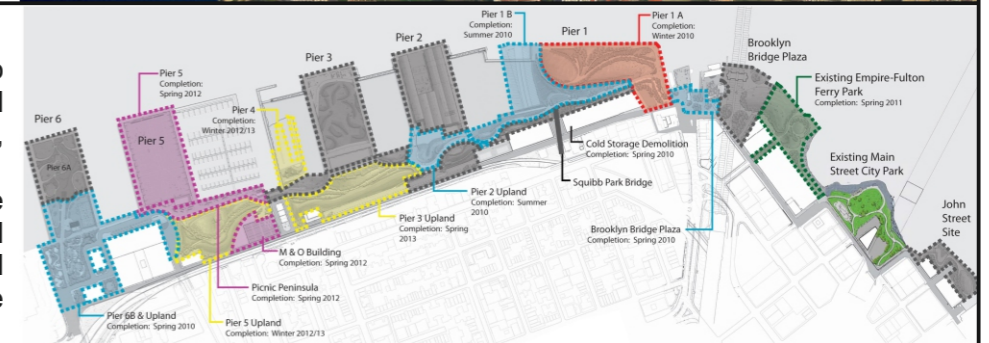 Pier 1 B
Completion:
Summer 2010
Pier 1
Pier 1 A
Completion:
Winter 2010
Pier 2
Pier 3
Brooklyn
Bridge Plaza
Pier 5
Completion:
Spring 2012
Existing Empire-Fulton
Ferry Park
Completion: Spring 2011
Pier 4
Completion:
Winter 2012/13
Pier 6
Pier 5
Pier 6A
Cold Storage Demolition
Completion: Spring 2010
Existing Main
Street City Park
Squibb Park Bridge
Pier 2 Upland
Completion: Summer
2010
John
Street
Site
Pier 3 Upland
Completion: Spring
2013
Brooklyn Bridge Plaza
Completion: Spring 2010
M & O Building
Completion: Spring 2012
Picnic Peninsula
Completion: Spring 2012
Pier 6B & Upland
Completion: Spring 2010
Pier 5 Upland
Completion: Winter 2012/13